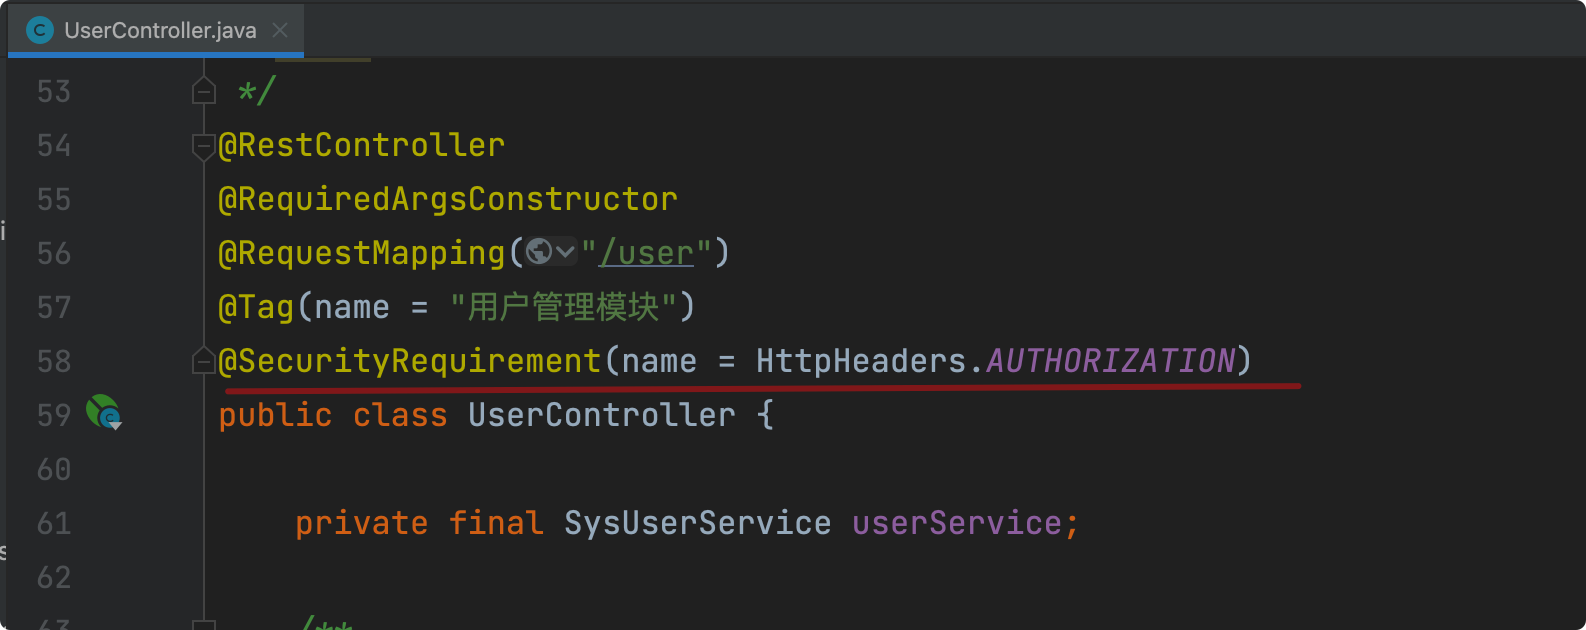 UserController.java
53 */
54 @RestController
55 @RequiredArgsConstructor
56 @RequestMapping("/user")
57 @Tag(name = "用户管理模块")
58 @SecurityRequirement(name = HttpHeaders.AUTHORIZATION)
59 public class UserController {
60
61 private final SysUserService userService;
62
63 /**